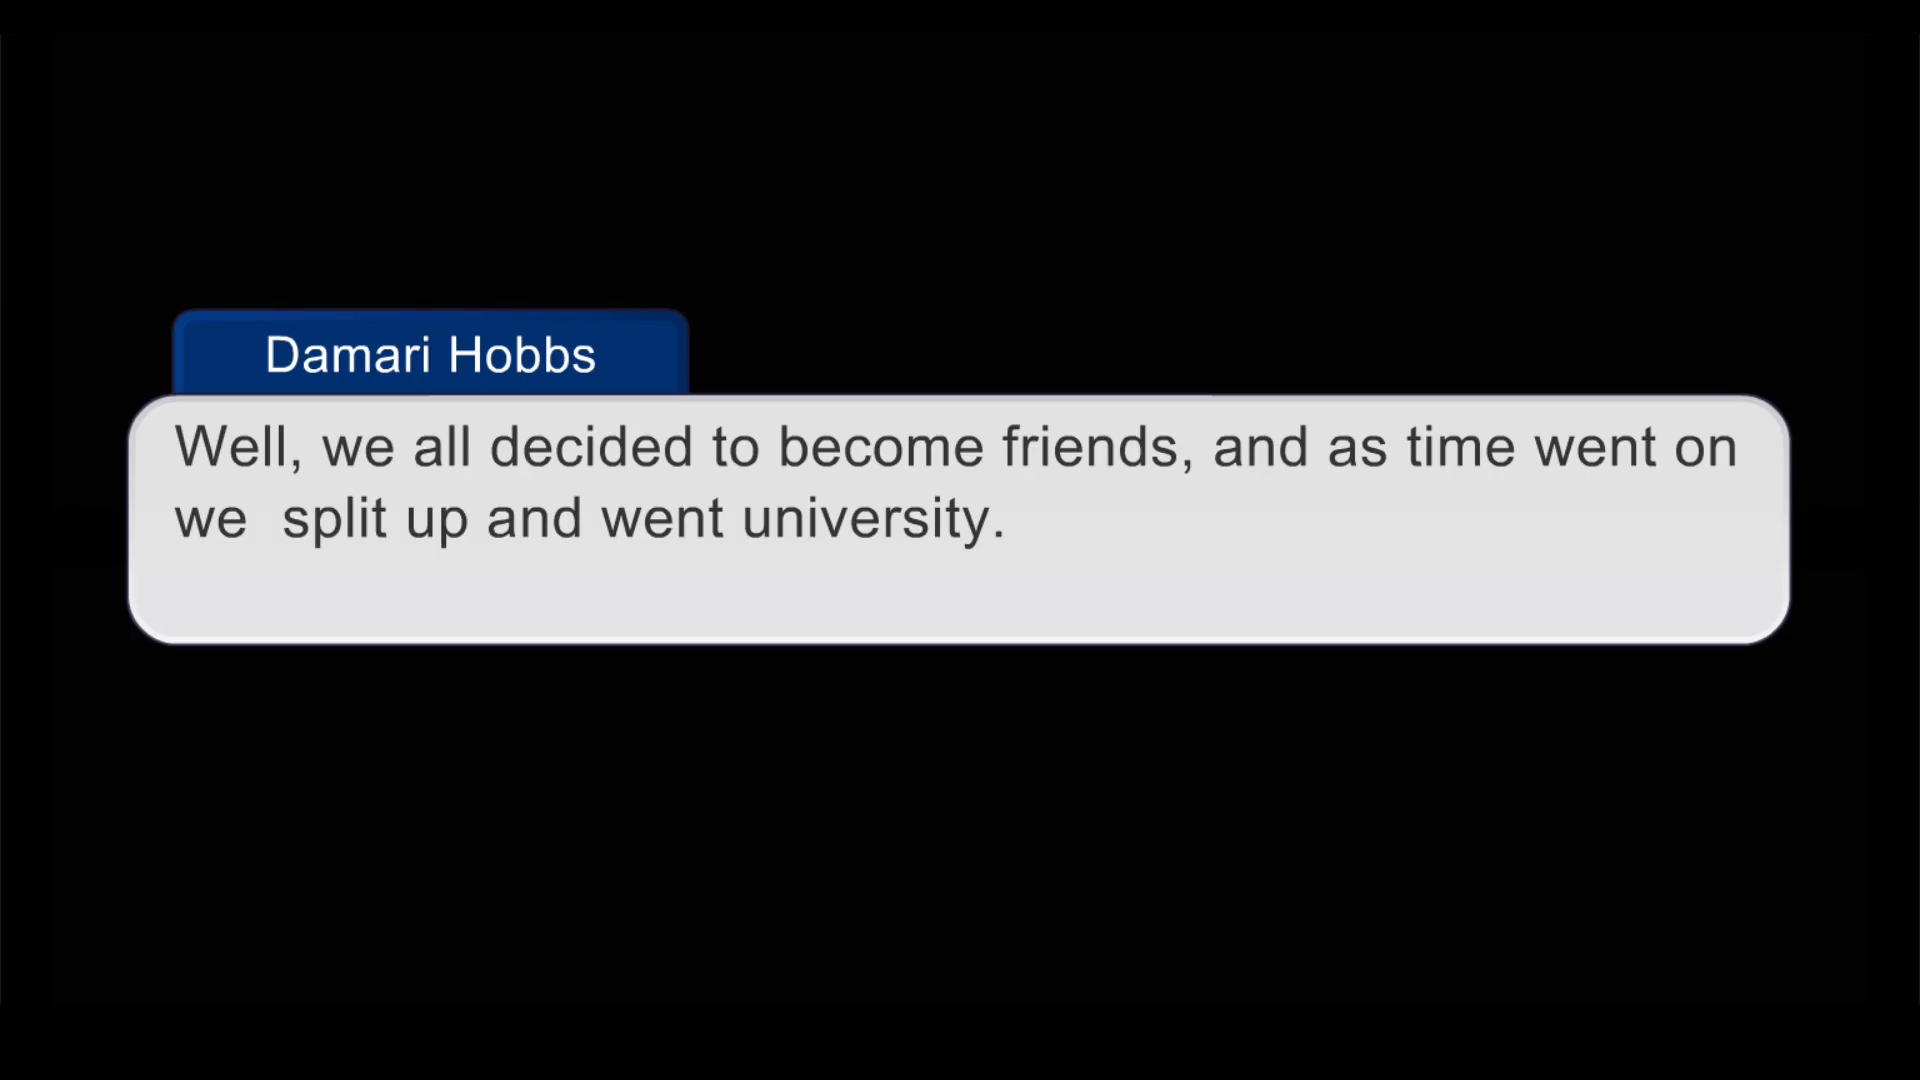 Damari Hobbs
Well, we all decided to become friends, and as time went on
we  split up and went university.